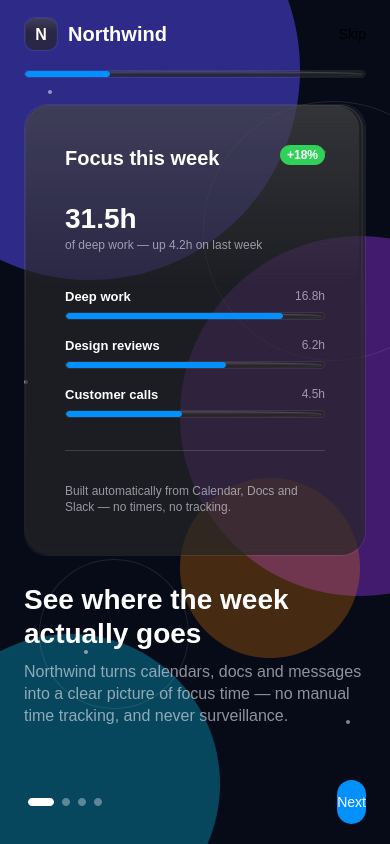 N Northwind Skip
Focus this week +18%
31.5h
of deep work — up 4.2h on last week
Deep work 16.8h
Design reviews 6.2h
Customer calls 4.5h
Built automatically from Calendar, Docs and
Slack — no timers, no tracking.
See where the week
actually goes
Northwind turns calendars, docs and messages
into a clear picture of focus time — no manual
time tracking, and never surveillance.
Next